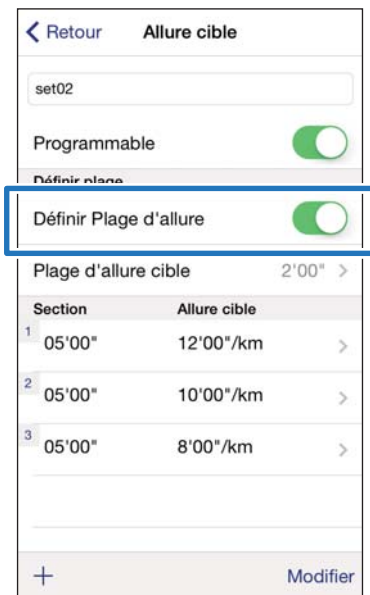 Retour Allure cible
set02
Programmable
Définir plage
Définir Plage d'allure
Plage d'allure cible 2'00" >
Section Allure cible
1 05'00" 12'00"/km >
2 05'00" 10'00"/km >
3 05'00" 8'00"/km >
+ Modifier